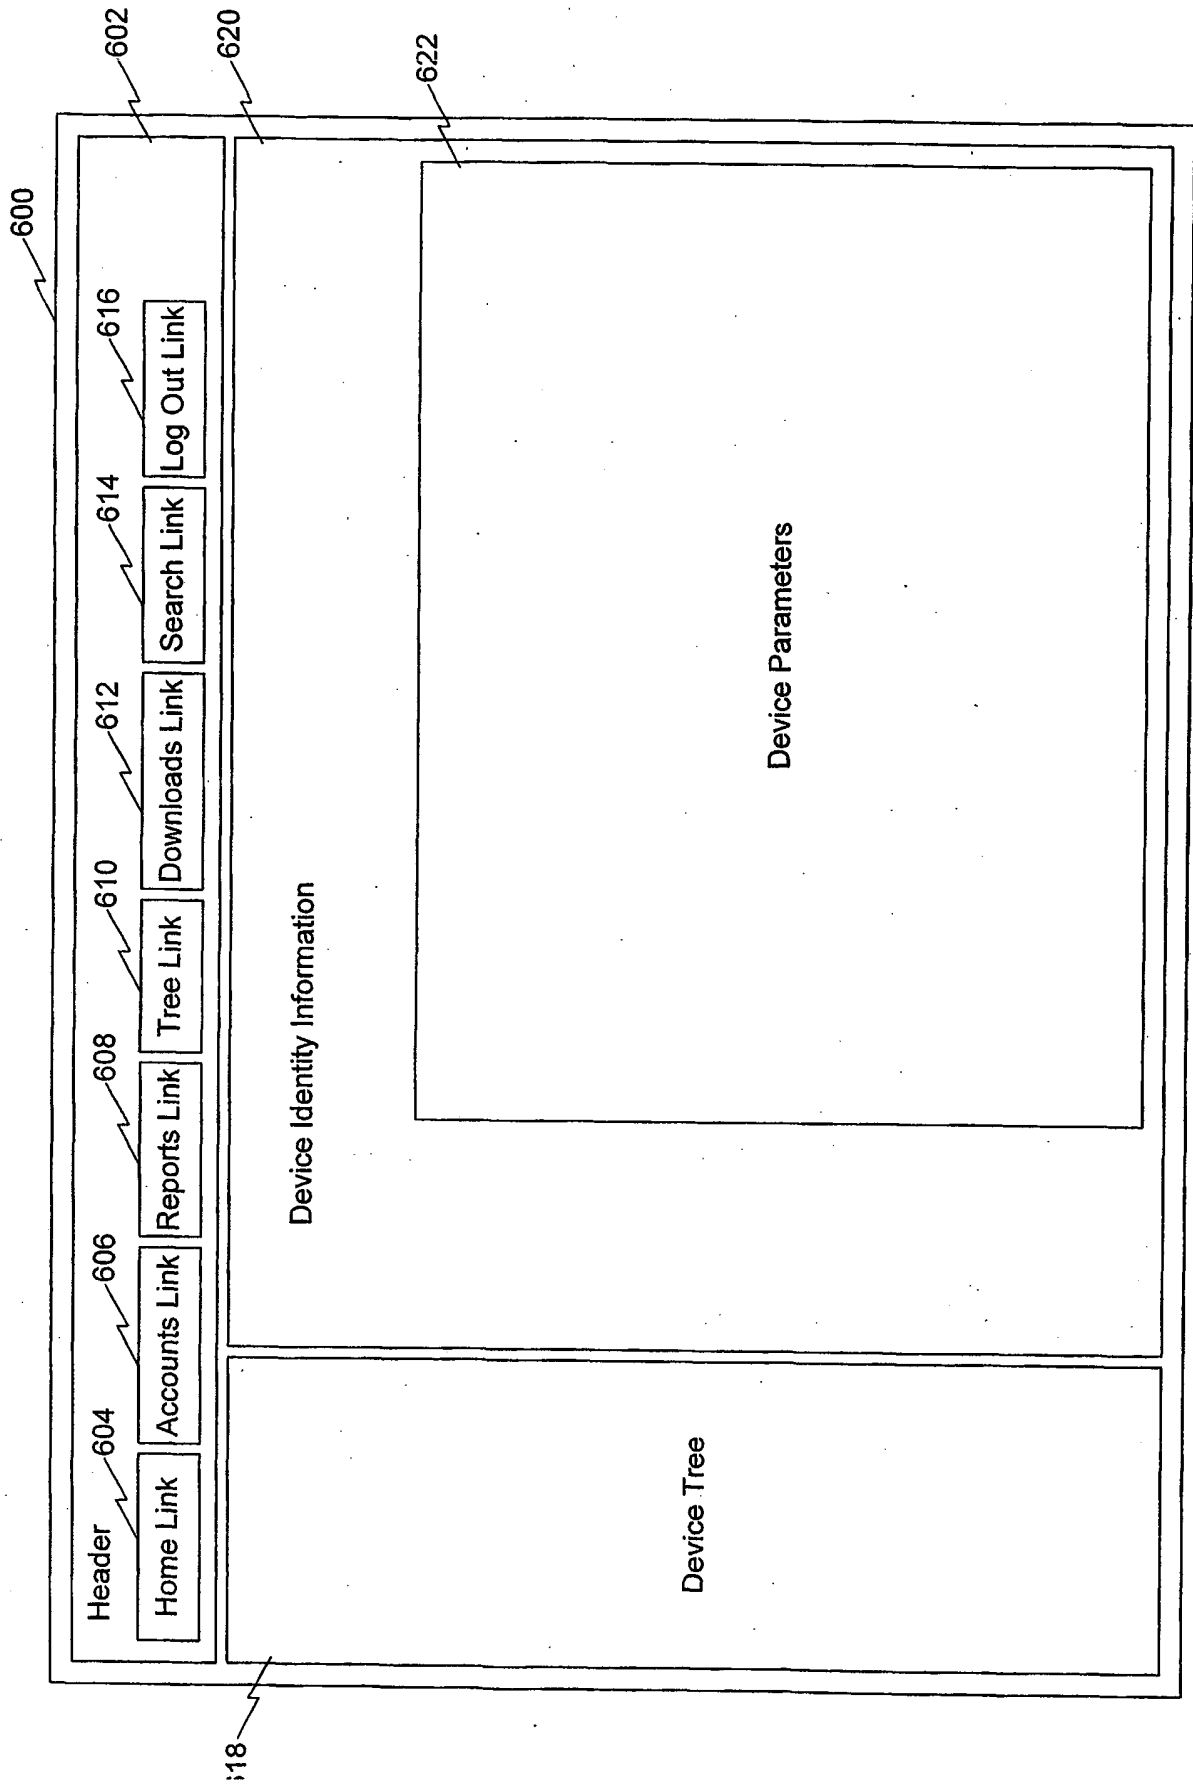 600
602
Header
604
606
608
610
612
614
616
Home Link
Accounts Link
Reports Link
Tree Link
Downloads Link
Search Link
Log Out Link
620
Device Identity Information
622
Device Parameters
Device Tree